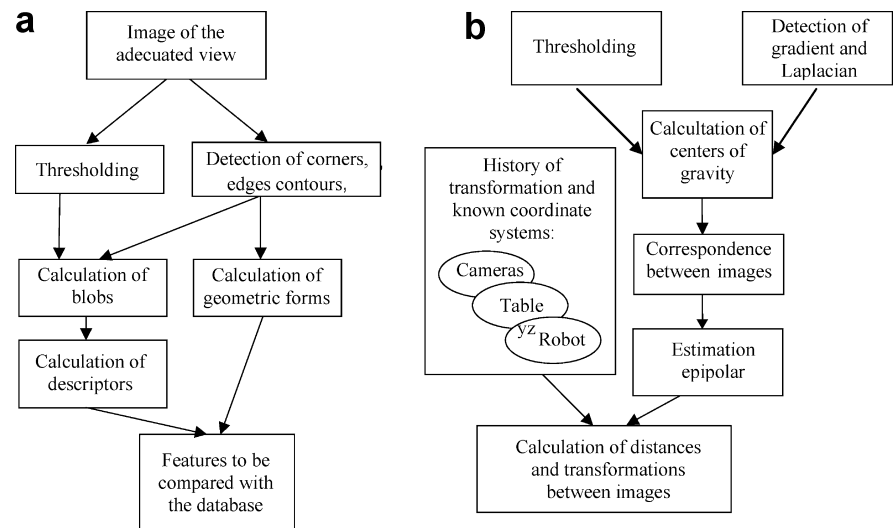 a
Image of the
adecuated view
Thresholding
Detection of corners,
edges contours,
Calculation of
blobs
Calculation of
geometric forms
Calculation of
descriptors
Features to be
compared with
the database
b
Thresholding
Detection of
gradient and
Laplacian
Calcultation of
centers of
gravity
History of
transformation and
known coordinate
systems:
Cameras
Table
yz Robot
Correspondence
between images
Estimation
epipolar
Calculation of distances
and transformations
between images